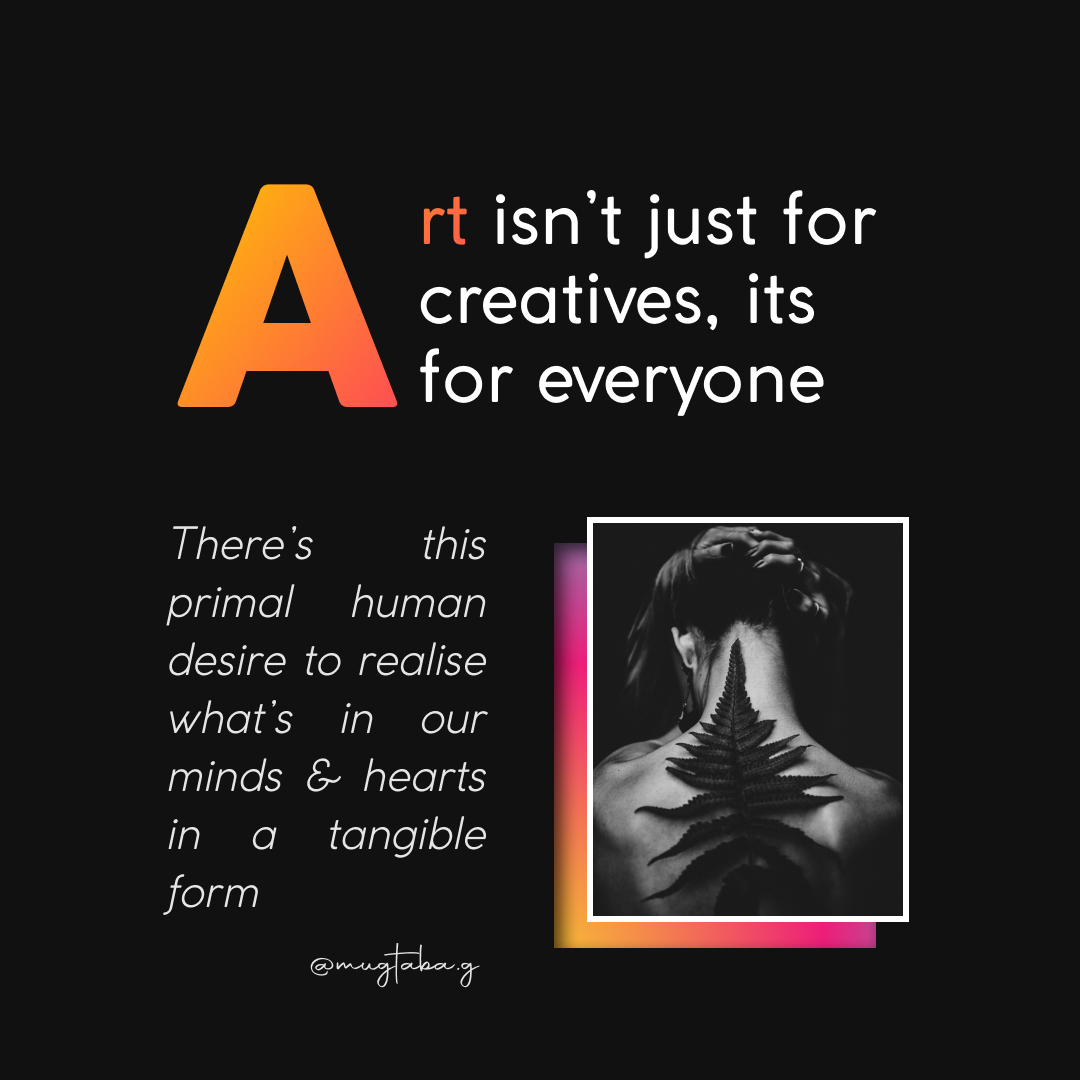 Art isn’t just for
creatives, its
for everyone
There’s this
primal human
desire to realise
what’s in our
minds & hearts
in a tangible
form
@mugtaba.g